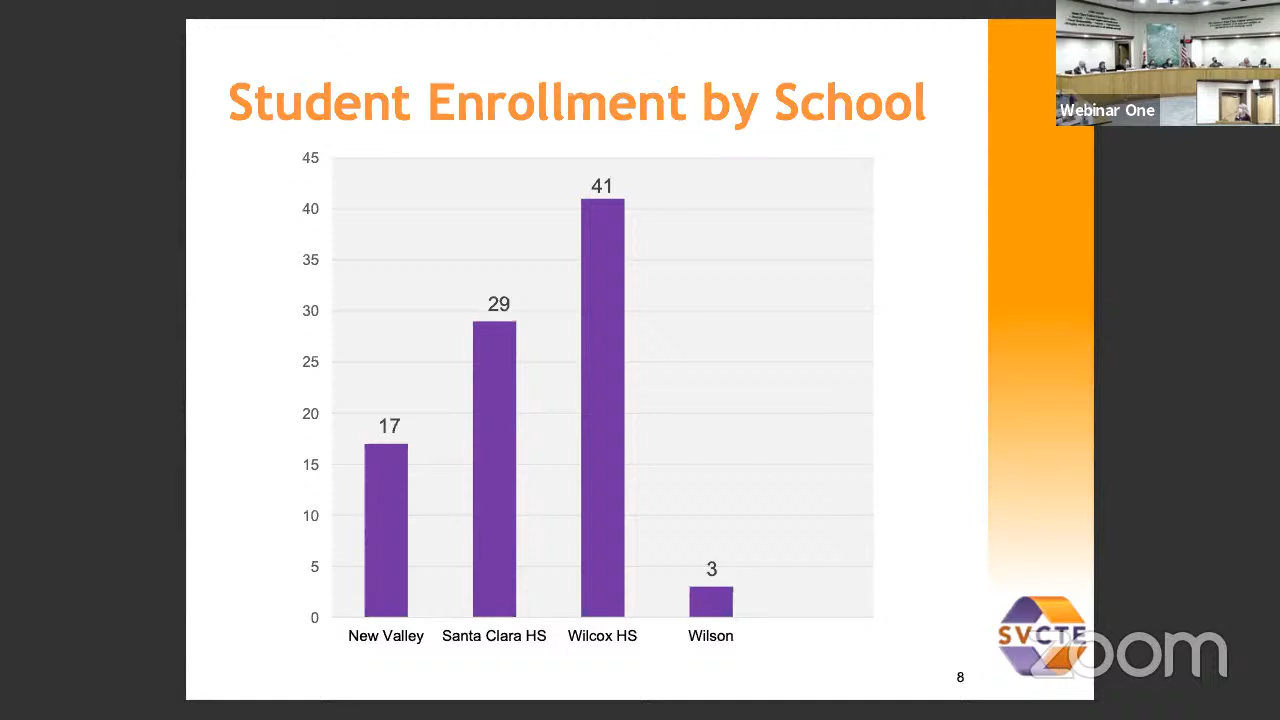 Student Enrollment by School
Webinar One
45
40
35
30
25
20
15
10
5
0
17
29
41
3
New Valley
Santa Clara HS
Wilcox HS
Wilson
SVCTE
zoom
8